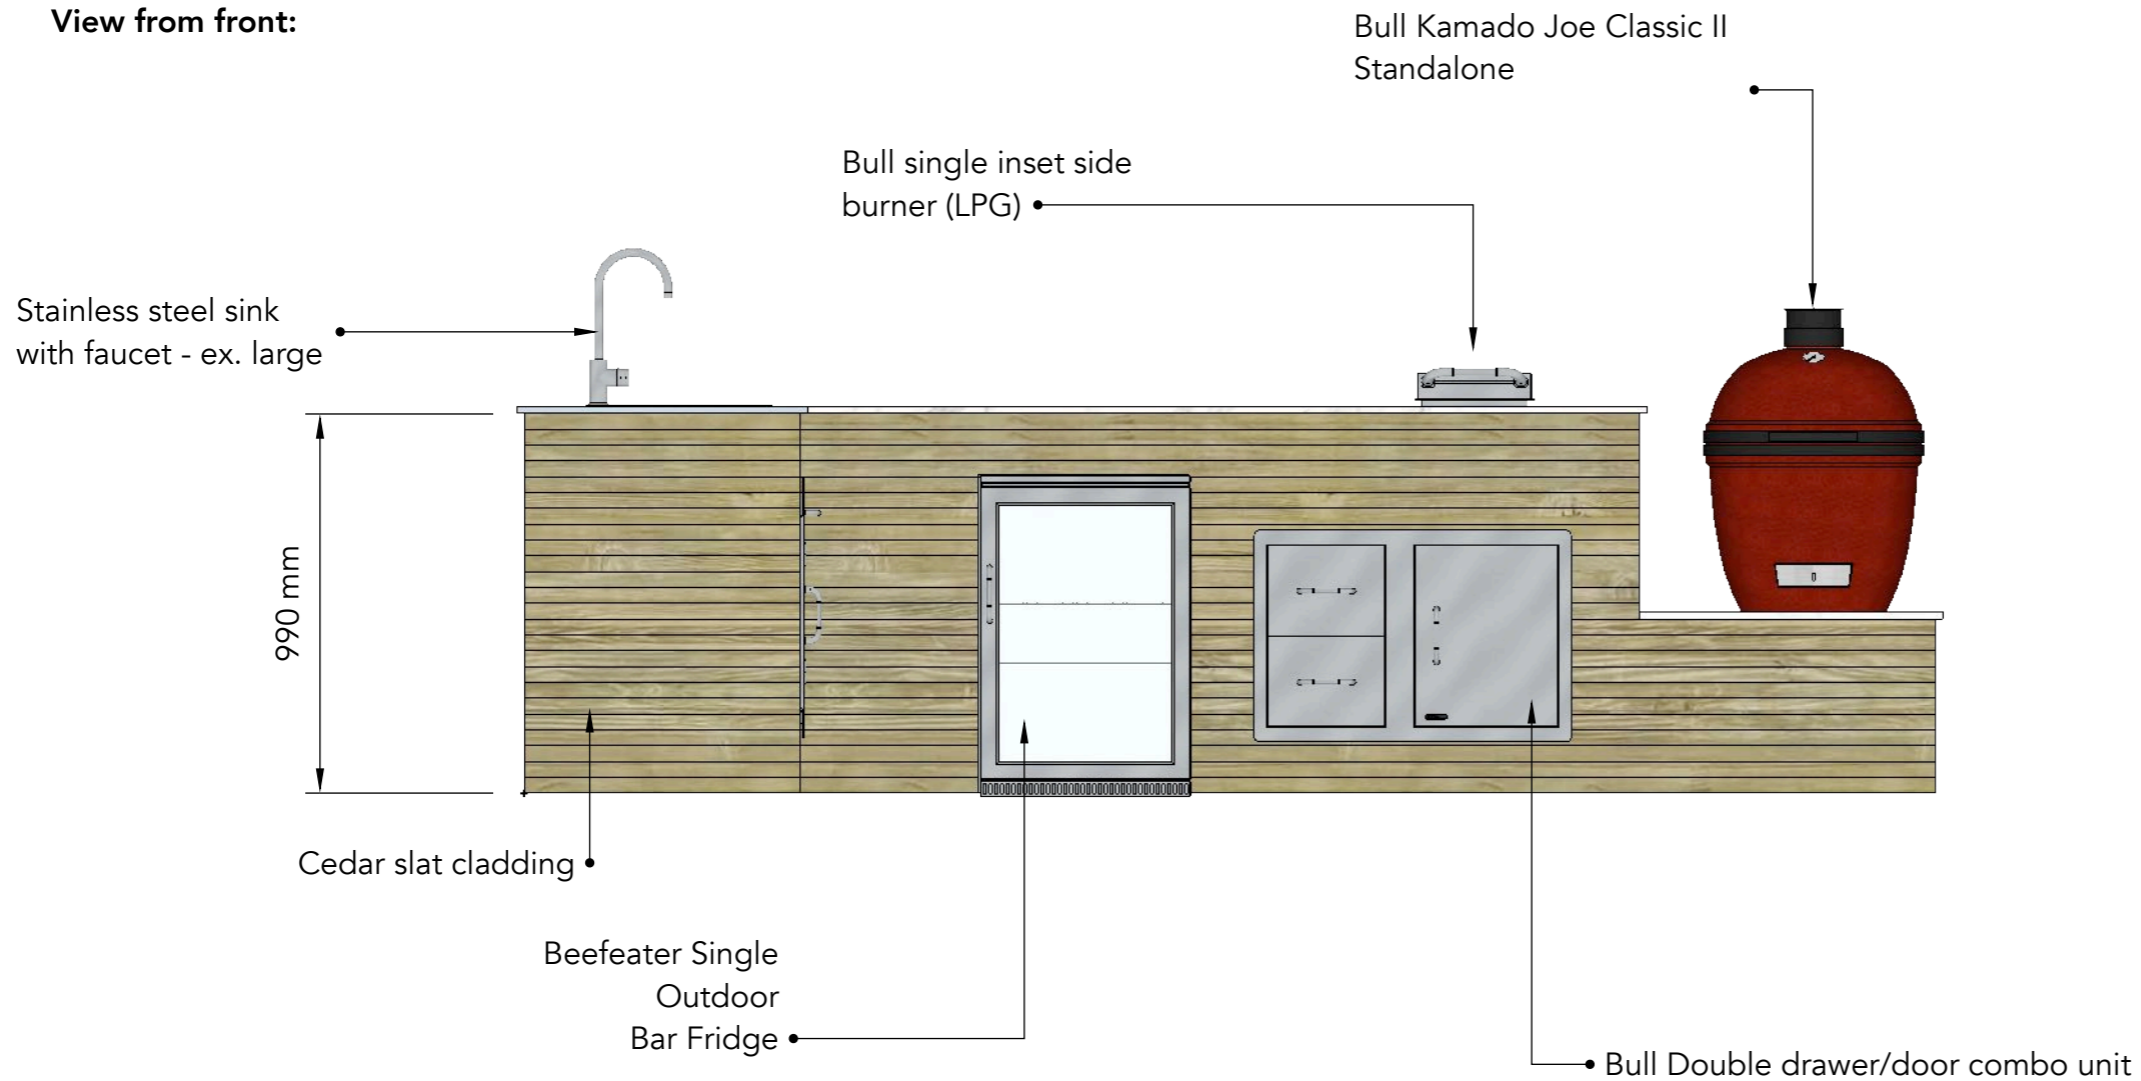 View from front:
Bull Kamado Joe Classic II
Standalone
Bull single inset side
burner (LPG)
Stainless steel sink
with faucet - ex. large
990 mm
Cedar slat cladding
Beefeater Single
Outdoor
Bar Fridge
Bull Double drawer/door combo unit